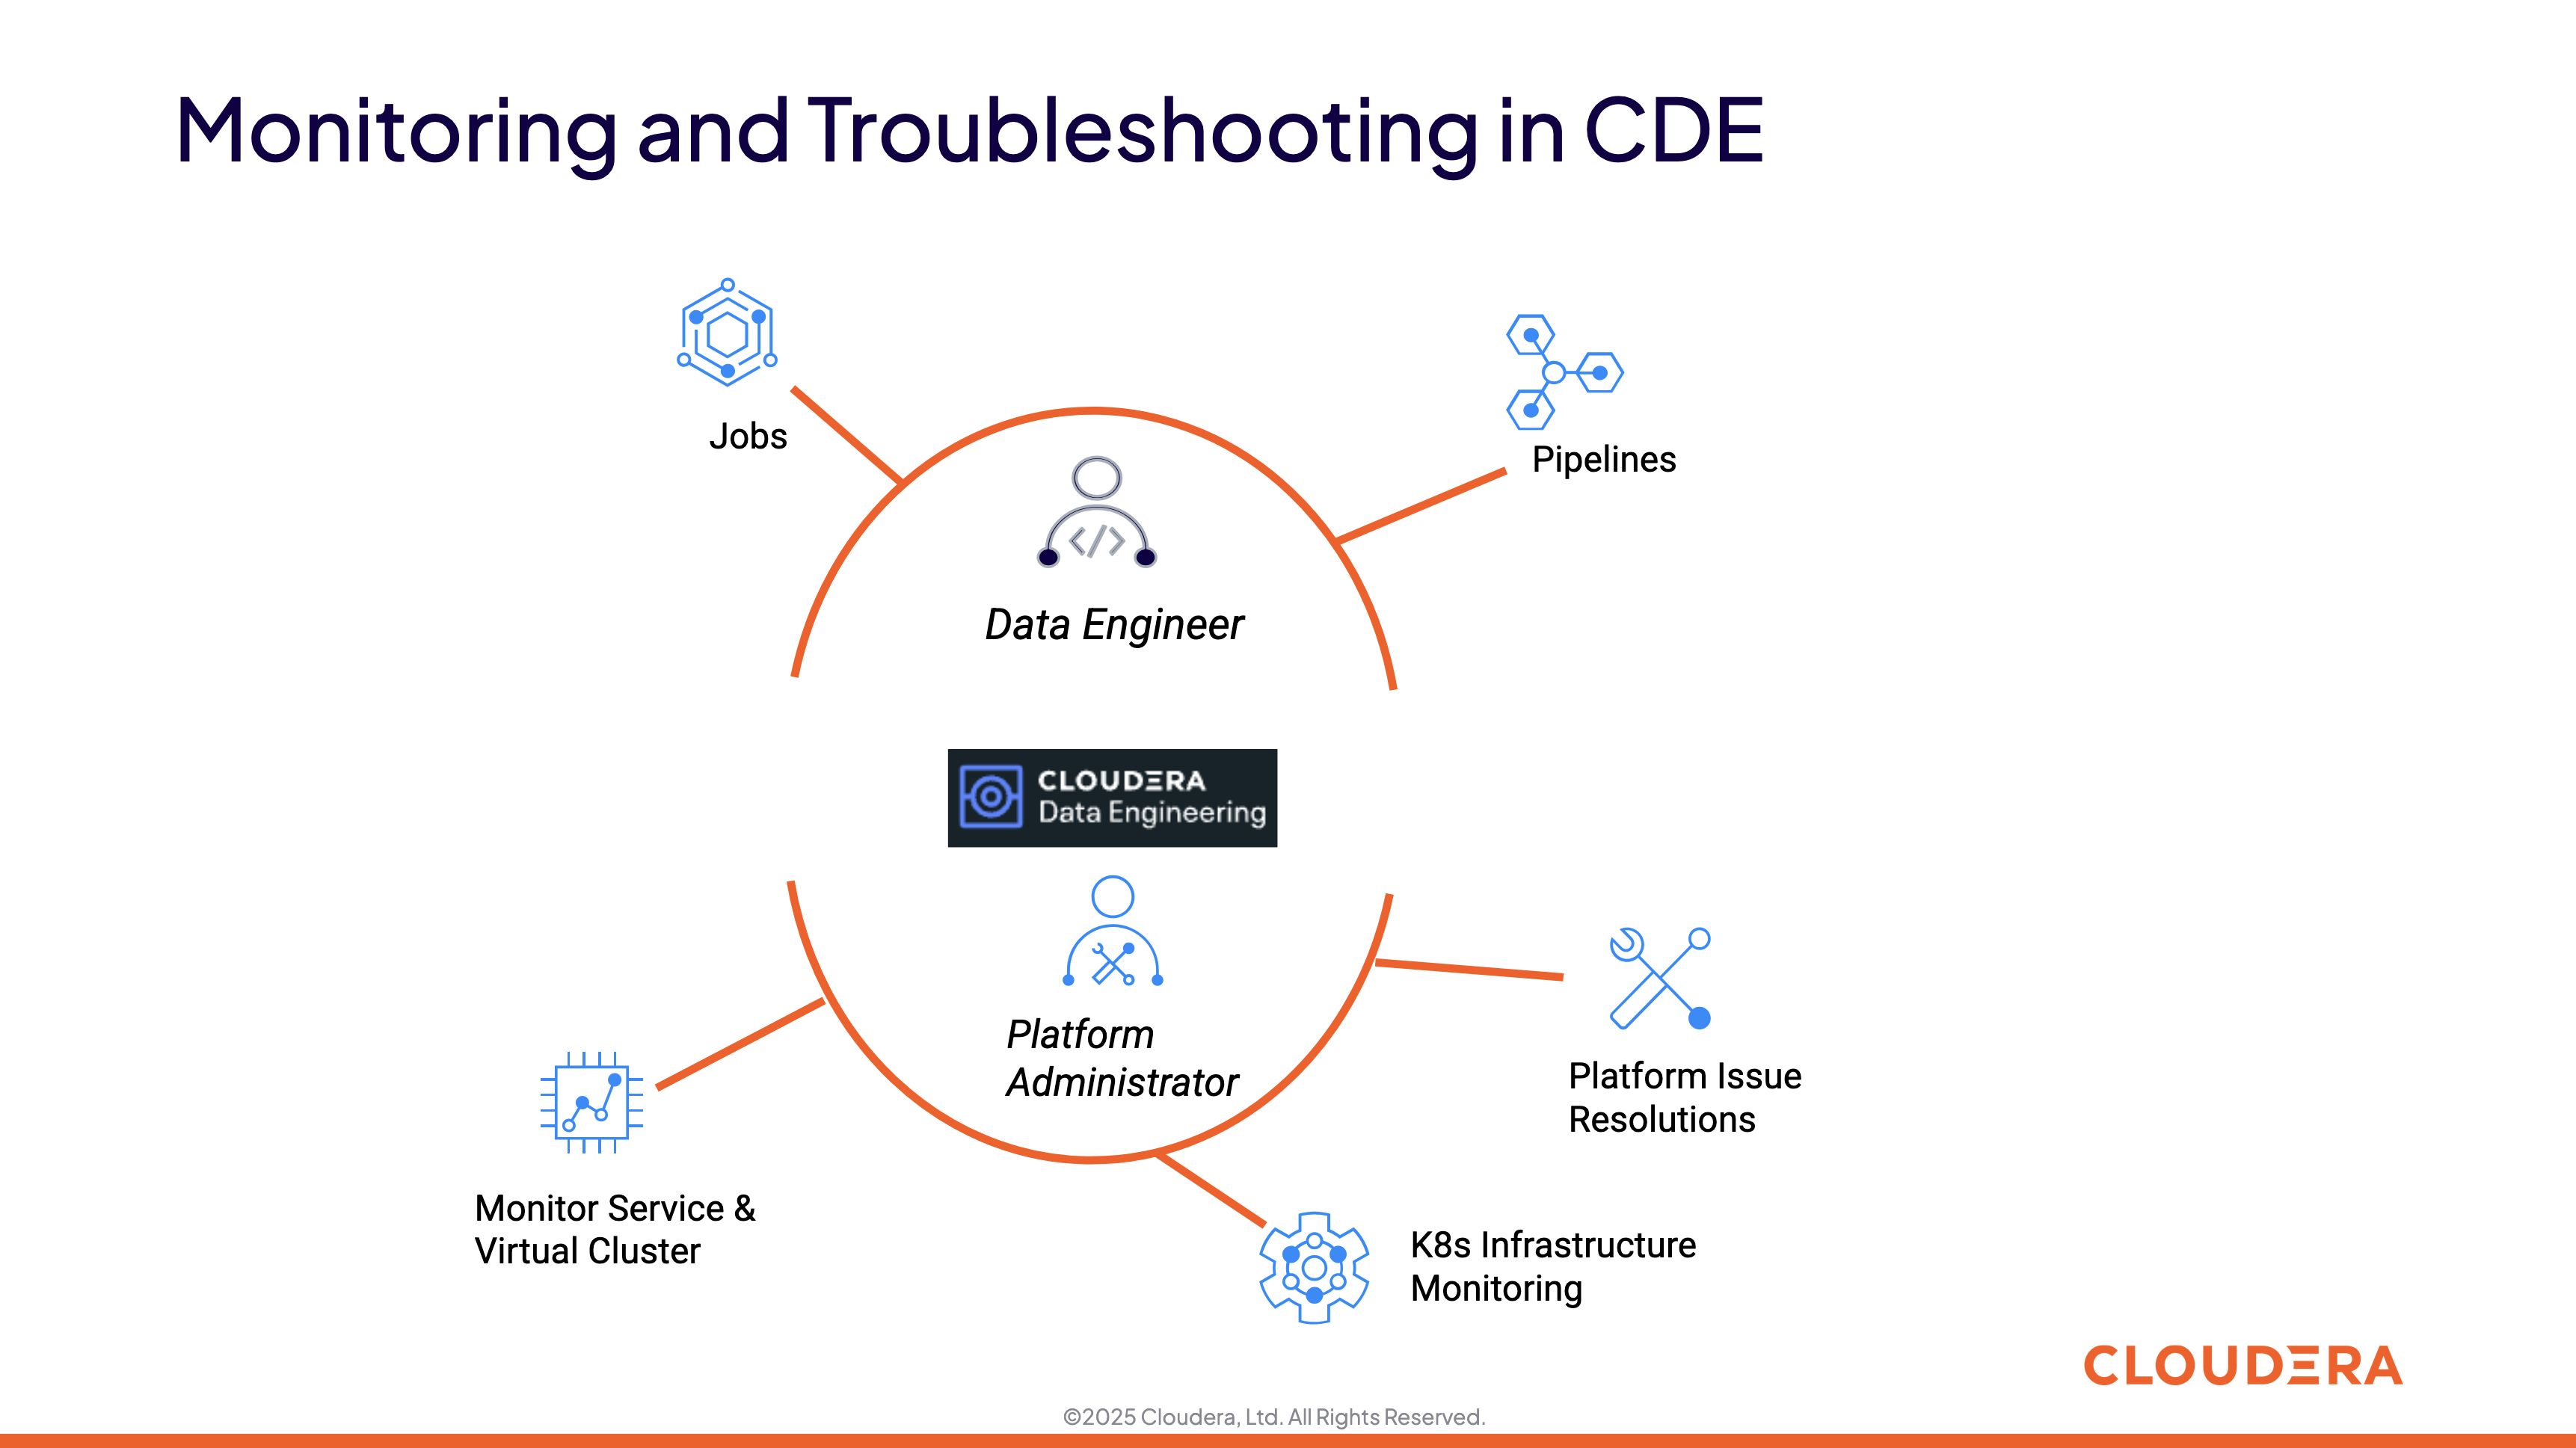 Monitoring and Troubleshooting in CDE
Jobs
Pipelines
</>
Data Engineer
CLOUDERA
Data Engineering
Platform
Administrator
Platform Issue
Resolutions
Monitor Service &
Virtual Cluster
K8s Infrastructure
Monitoring
CLOUDERA
©2025 Cloudera, Ltd. All Rights Reserved.